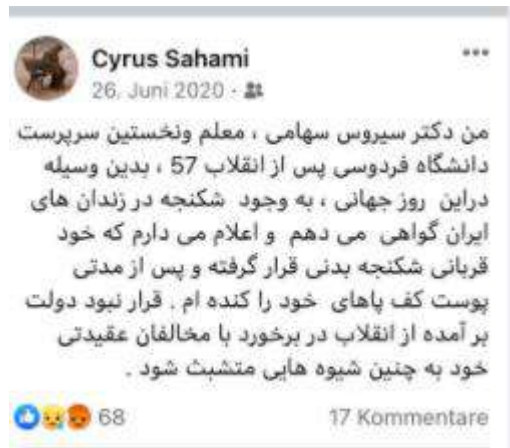 Cyrus Sahami
26. Juni 2020 ·
من دکتر سیروس سهامی ، معلم ونخستین سرپرست
دانشگاه فردوسی پس از انقلاب 57 ، بدین وسیله
دراین روز جهانی ، به وجود شکنجه در زندان های
ایران گواهی می دهم و اعلام می دارم که خود
قربانی شکنجه بدنی قرار گرفته و پس از مدتی
پوست کف پاهای خود را کنده ام . قرار نبود دولت
بر آمده از انقلاب در برخورد با مخالفان عقیدتی
خود به چنین شیوه هایی متشبث شود .
68
17 Kommentare